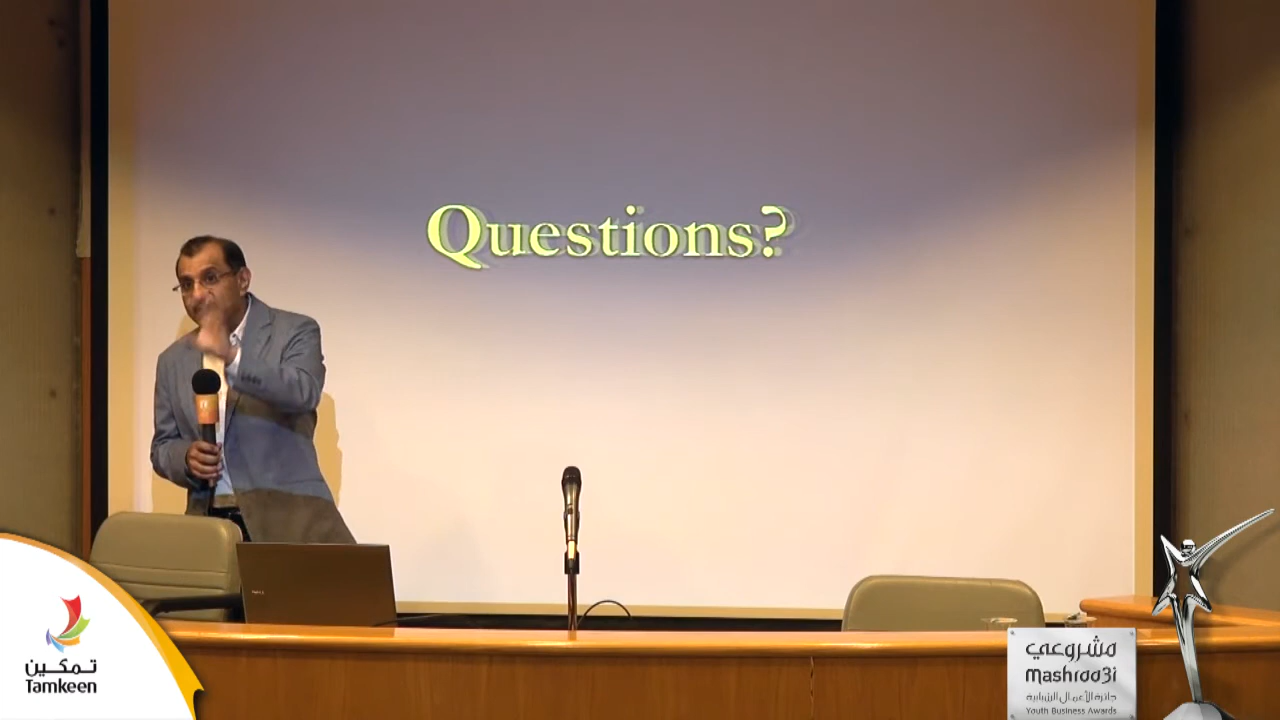 Questions?
تمكين
Tamkeen
مشروعي
mashroo3i
جائزة الأعمال الشبابية
Youth Business Awards